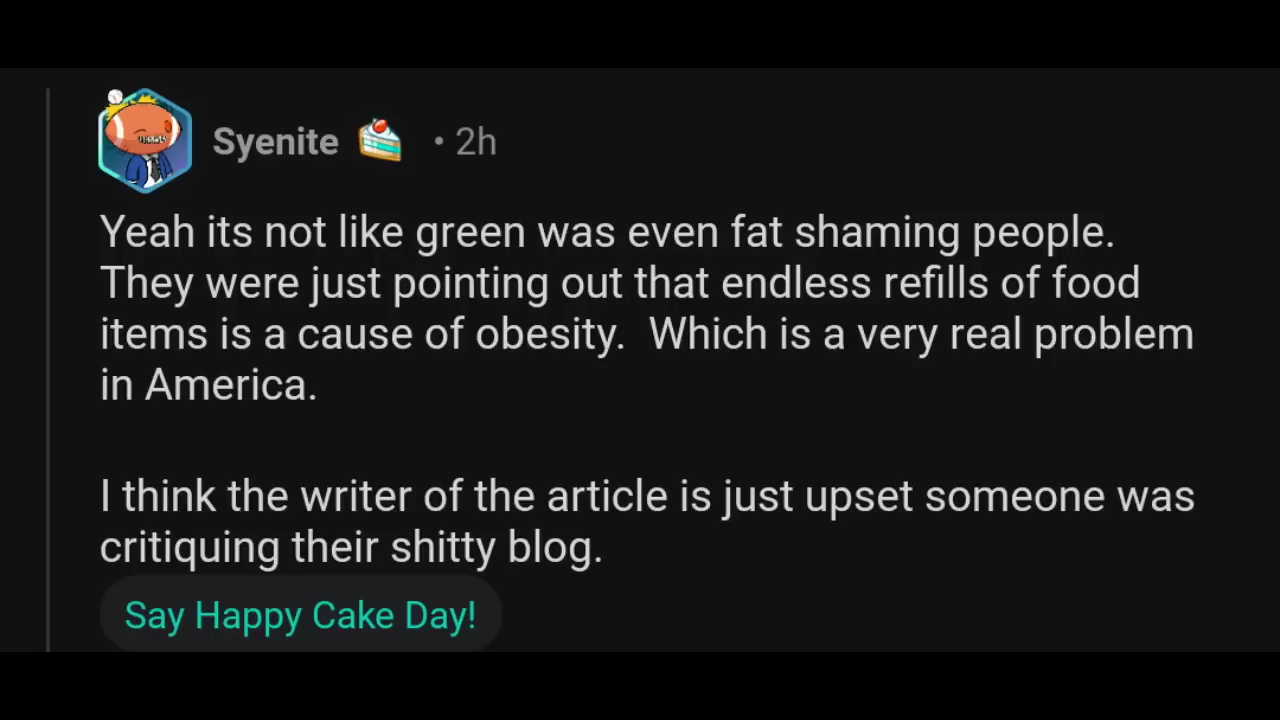 Syenite • 2h
Yeah its not like green was even fat shaming people.
They were just pointing out that endless refills of food
items is a cause of obesity.  Which is a very real problem
in America.
I think the writer of the article is just upset someone was
critiquing their shitty blog.
Say Happy Cake Day!